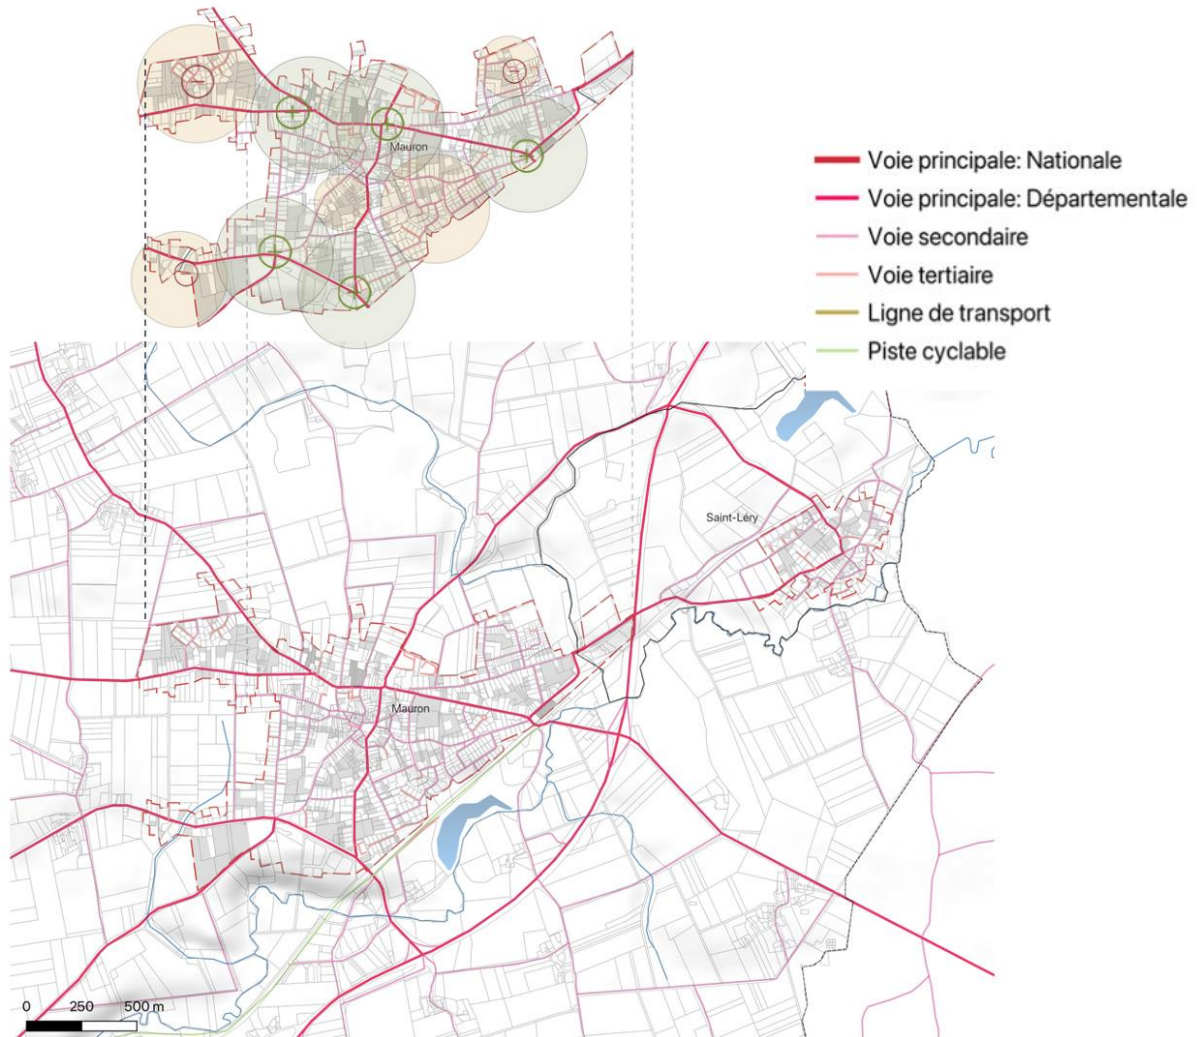 Mauron
Voie principale: Nationale
Voie principale: Départementale
Voie secondaire
Voie tertiaire
Ligne de transport
Piste cyclable
Saint-Léry
Mauron
0 250 500 m